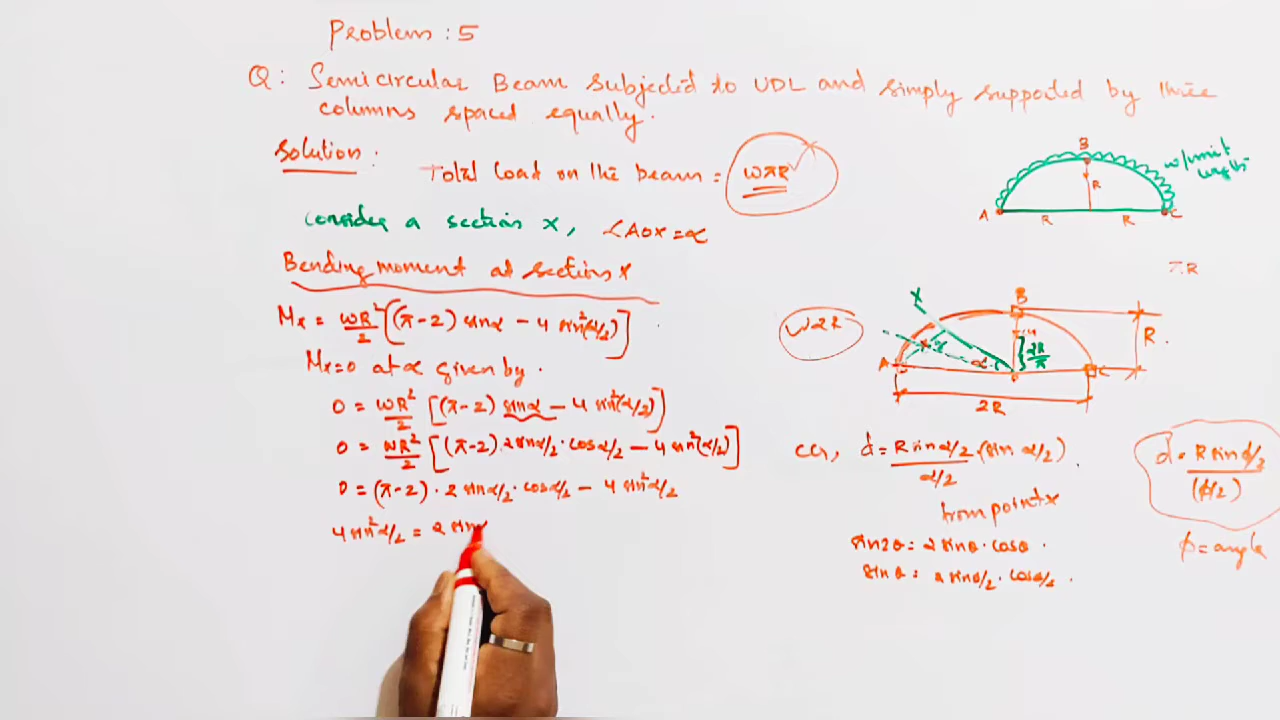 Problem : 5
Q: Semicircular Beam subjected to UDL and simply supported by three
columns spaced equally.
Solution :
Total load on the beam = wπR
consider a section X, ∠AOX = α
Bending moment at section X
Mx = wR²/2 [(π-2) sinα - 4 sin²(α/2)]
Mx=0 at α given by.
0 = wR²/2 [(π-2) sinα - 4 sin²(α/2)]
0 = wR²/2 [(π-2) 2 sinα/2 · cosα/2 - 4 sin²(α/2)]
0 = (π-2) · 2 sinα/2 · cosα/2 - 4 sin²α/2
4 sin²α/2 = 2 sin
B
w/unit
length
R
A
R
R
C
πR
w2R
X
B
A
α
2R/π
C
R
2R
CG, d = R sinα/2 / α/2 (sin α/2)
from point x
d = R sin ϕ/2 / (ϕ/2)
ϕ = angle
sin2θ = 2 sinθ · cosθ
sinθ = 2 sinθ/2 · cosθ/2